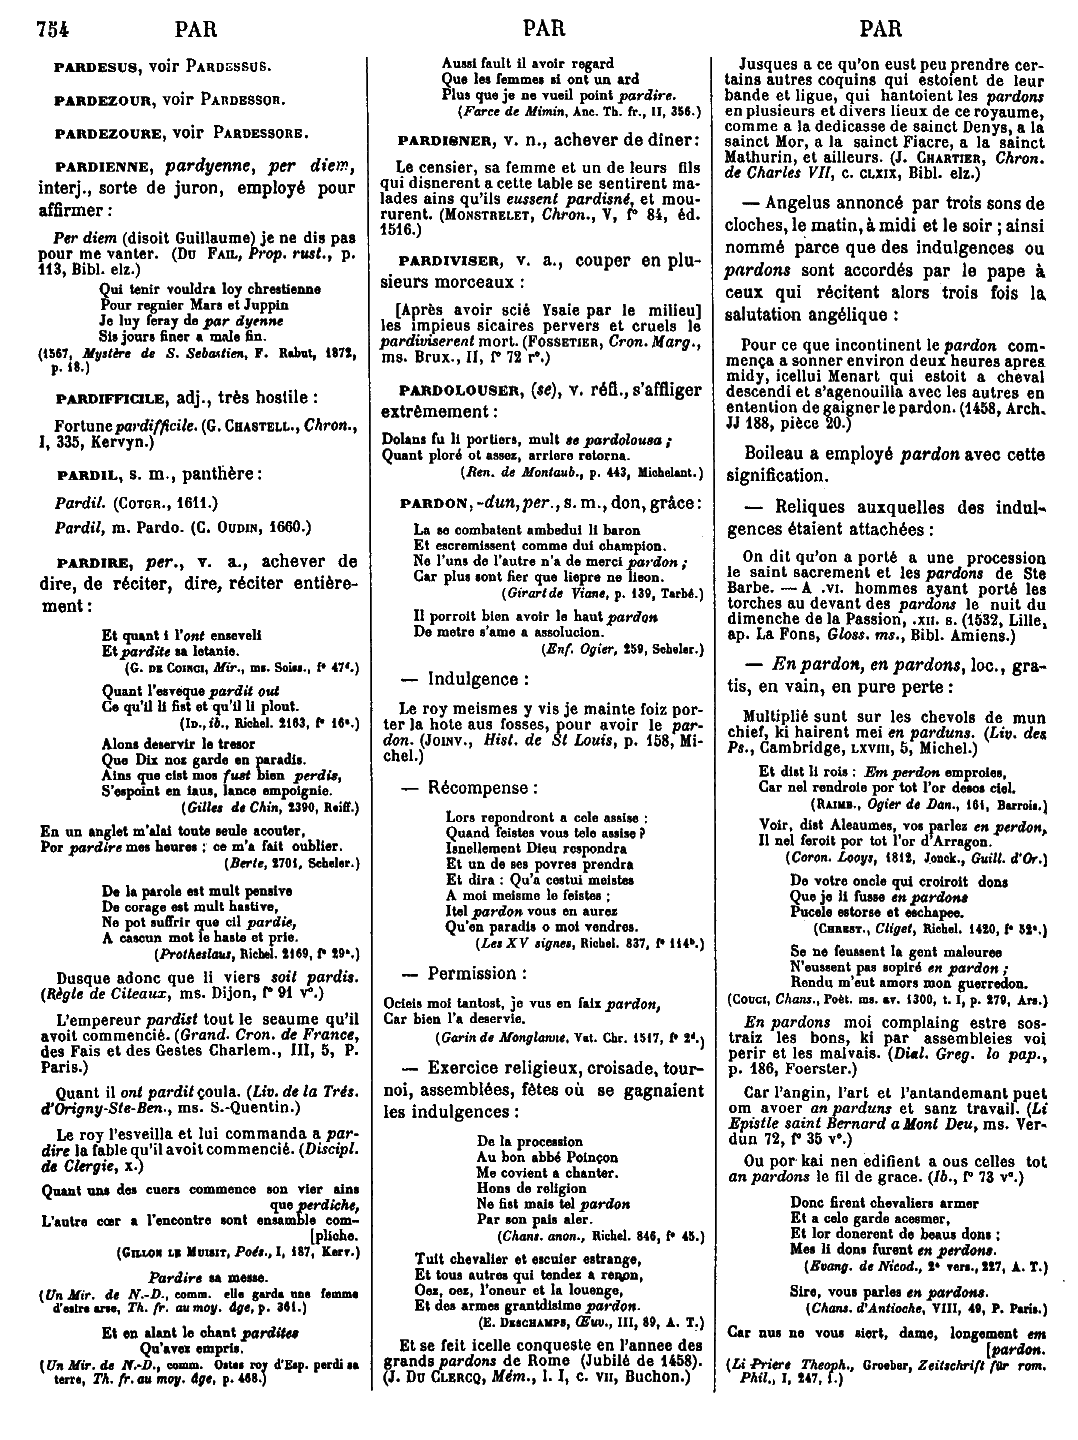 754 PAR PAR PAR
PARDESUS, voir PARDESSUS.
PARDEZOUR, voir PARDESSOR.
PARDEZOURE, voir PARDESSORE.
PARDIENNE, pardyenne, per diem,
interj., sorte de juron, employé pour
affirmer :
Per diem (disoit Guillaume) je ne dis pas
pour me vanter. (DU FAIL, Prop. rust., p.
113, Bibl. elz.)
Qui tenir vouldra loy chrestienne
Pour regnier Mars et Juppin
Je luy feray de par dyenne
Sis jours finer a male fin.
(1567, Mystère de S. Sebastien, F. Rabut, 1872,
p. 18.)
PARDIFFICILE, adj., très hostile :
Fortune pardifficile. (G. CHASTELL., Chron.,
I, 335, Kervyn.)
PARDIL, s. m., panthère :
Pardil. (COTGR., 1611.)
Pardil, m. Pardo. (C. OUDIN, 1660.)
PARDIRE, per., v. a., achever de
dire, de réciter, dire, réciter entière-
ment :
Et quant i l'ont enseveli
Et pardite sa letanie.
(G. DE COINCI, Mir., ms. Soiss., f° 47d.)
Quant l'esveque pardit out
Ce qu'il li fist et qu'il li plout.
(ID., ib., Richel. 2163, f° 16a.)
Alons deservir le tresor
Que Dix nos garde en paradis.
Ains que cist mos fust bien perdis,
S'espoint en iaus, lance empoignie.
(Gilles de Chin, 2390, Reiff.)
En un anglet m'alai toute seule acouter,
Por pardire mes heures ; ce m'a fait oublier.
(Berte, 2701, Scheler.)
De la parole est mult pensive
De corage est mult hastive,
Ne pot suffrir que cil pardie,
A cascun mot le haste et prie.
(Protheslaus, Richel. 2169, f° 29a.)
Dusque adonc que li viers soit pardis.
(Règle de Citeaux, ms. Dijon, f° 91 v°.)
L'empereur pardist tout le seaume qu'il
avoit commencié. (Grand. Cron. de France,
des Fais et des Gestes Charlem., III, 5, P.
Paris.)
Quant il ont pardit çoula. (Liv. de la Trés.
d'Origny-Ste-Ben., ms. S.-Quentin.)
Le roy l'esveilla et lui commanda a par-
dire la fable qu'il avoit commencié. (Discipl.
de Clergie, X.)
Quant uns des cuers commence son vier ains
que perdiche,
L'autre cœr a l'encontre sont ensamble com-
[pliche.
(GILLON LE MUISIT, Poés., I, 187, Kerv.)
Pardire sa messe.
(Un Mir. de N.-D., comm. elle garda une femme
d'estre arse, Th. fr. au moy. âge, p. 361.)
Et en alant le chant pardites
Qu'avez empris.
(Un Mir. de N.-D., comm. Ostes roy d'Esp. perdi sa
terre, Th. fr. au moy. âge, p. 468.)
Aussi fault il avoir regard
Que les femmes si ont un ard
Plus que je ne vueil point pardire.
(Farce de Mimin, Anc. Th. fr., II, 356.)
PARDISNER, v. n., achever de dîner :
Le censier, sa femme et un de leurs fils
qui disnerent a cette table se sentirent ma-
lades ains qu'ils eussent pardisné, et mou-
rurent. (MONSTRELET, Chron., V, f° 84, éd.
1516.)
PARDIVISER, v. a., couper en plu-
sieurs morceaux :
[Après avoir scié Ysaie par le milieu]
les impieus sicaires pervers et cruels le
pardiviserent mort. (FOSSETIER, Cron. Marg.,
ms. Brux., II, f° 72 r°.)
PARDOLOUSER, (se), v. réfl., s'affliger
extrêmement :
Dolans fu li portiers, mult se pardolousa ;
Quant ploré ot assez, arriere retorna.
(Ren. de Montaub., p. 443, Michelant.)
PARDON, -dun, per., s. m., don, grâce :
La se combatent ambedui li baron
Et escremissent comme dui champion.
Ne l'uns de l'autre n'a de merci pardon ;
Car plus sont fier que liepre ne lieon.
(Girart de Viane, p. 139, Tarbé.)
Il porroit bien avoir le haut pardon
De metre s'ame a assolucion.
(Enf. Ogier, 259, Scheler.)
— Indulgence :
Le roy meismes y vis je mainte foiz por-
ter la hote aus fosses, pour avoir le par-
don. (JOINV., Hist. de St Louis, p. 158, Mi-
chel.)
— Récompense :
Lors repondront a cele assise :
Quand feistes vous tele assise ?
Isnellement Dieu respondra
Et un de ses povres prendra
Et dira : Qu'a cestui meistes
A moi meisme le feistes ;
Itel pardon vous en aurez
Qu'en paradis o moi vendres.
(Les XV signes, Richel. 837, f° 114b.)
— Permission :
Ocieis moi tantost, je vus en faix pardon,
Car bien l'a deservie.
(Garin de Monglanne, Vat. Chr. 1517, f° 2d.)
— Exercice religieux, croisade, tour-
noi, assemblées, fêtes où se gagnaient
les indulgences :
De la procession
Au bon abbé Poinçon
Me covient a chanter.
Hons de religion
Ne fist mais tel pardon
Par son pais aler.
(Chans. anon., Richel. 846, f° 45.)
Tuit chevalier et escuier estrange,
Et tous autres qui tendez a renon,
Oez, oez, l'oneur et la louenge,
Et des armes grantdisime pardon.
(E. DESCHAMPS, Œuv., III, 89, A. T.)
Et se feit icelle conqueste en l'annee des
grands pardons de Rome (Jubilé de 1458).
(J. DU CLERCQ, Mém., l. I, c. VII, Buchon.)
Jusques a ce qu'on eust peu prendre cer-
tains autres coquins qui estoient de leur
bande et ligue, qui hantoient les pardons
en plusieurs et divers lieux de ce royaume,
comme a la dedicasse de sainct Denys, a la
sainct Mor, a la sainct Fiacre, a la sainct
Mathurin, et ailleurs. (J. CHARTIER, Chron.
de Charles VII, c. CLXIX, Bibl. elz.)
— Angelus annoncé par trois sons de
cloches, le matin, à midi et le soir ; ainsi
nommé parce que des indulgences ou
pardons sont accordés par le pape à
ceux qui récitent alors trois fois la
salutation angélique :
Pour ce que incontinent le pardon com-
mença a sonner environ deux heures apres
midy, icellui Menart qui estoit a cheval
descendi et s'agenouilla avec les autres en
entention de gaigner le pardon. (1458, Arch.
JJ 188, pièce 20.)
Boileau a employé pardon avec cette
signification.
— Reliques auxquelles des indul-
gences étaient attachées :
On dit qu'on a porté a une procession
le saint sacrement et les pardons de Ste
Barbe. — A .VI. hommes ayant porté les
torches au devant des pardons le nuit du
dimenche de la Passion, .XII. s. (1532, Lille,
ap. La Fons, Gloss. ms., Bibl. Amiens.)
— En pardon, en pardons, loc., gra-
tis, en vain, en pure perte :
Multiplié sunt sur les chevols de mun
chief, ki hairent mei en parduns. (Liv. des
Ps., Cambridge, LXVIII, 5, Michel.)
Et dist li rois : Em perdon emproies,
Car nel rendroie por tot l'or desos ciel.
(RAIMB., Ogier de Dan., 161, Barrois.)
Voir, dist Aleaumes, vos parlez en perdon,
Il nel feroit por tot l'or d'Arragon.
(Coron. Looys, 1812, Jonck., Guill. d'Or.)
De votre oncle qui croiroit dons
Que je li fusse en pardons
Pucele estorse et eschapee.
(CHREST., Cliget, Richel. 1420, f° 52a.)
Se ne feussent la gent maleuree
N'eussent pas sopiré en pardon ;
Rendu m'eut amors mon guerredon.
(COUCI, Chans., Poët. ms. av. 1300, t. I, p. 279, Ars.)
En pardons moi complaing estre sos-
traiz les bons, ki par assembleies voi
perir et les malvais. (Dial. Greg. lo pap.,
p. 186, Foerster.)
Car l'angin, l'art et l'antandemant puet
om avoer an parduns et sanz travail. (Li
Epistle saint Bernard a Mont Deu, ms. Ver-
dun 72, f° 35 v°.)
Ou por kai nen edifient a ous celles tot
an pardons le fil de grace. (Ib., f° 73 v°.)
Donc firent chevaliers armer
Et a cele garde acesmer,
Et lor donerent de beaus dons ;
Mes li dons furent en perdons.
(Evang. de Nicod., 2e vers., 227, A. T.)
Sire, vous parles en pardons.
(Chans. d'Antioche, VIII, 49, P. Paris.)
Car nus ne vous siert, dame, longement em
[pardon.
(Li Priere Theoph., Groeber, Zeitschrift für rom.
Phil., I, 247, f.)